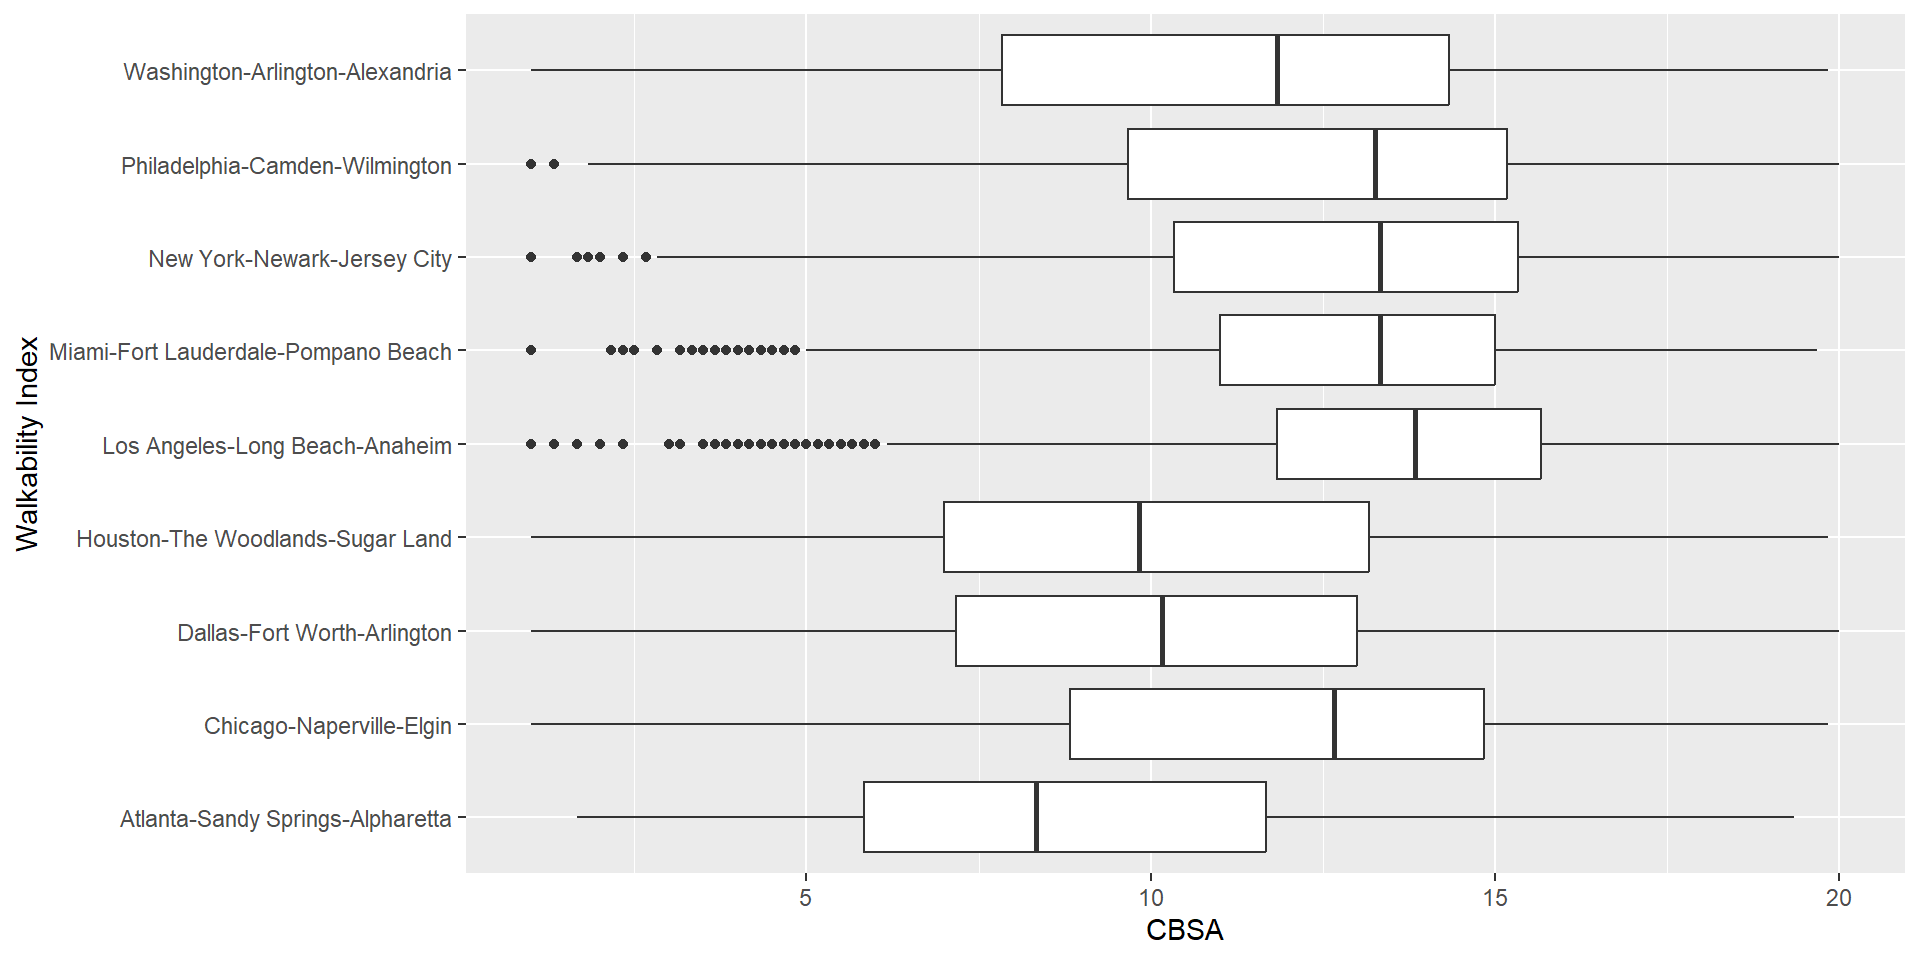 Washington-Arlington-Alexandria
Philadelphia-Camden-Wilmington
New York-Newark-Jersey City
Miami-Fort Lauderdale-Pompano Beach
Los Angeles-Long Beach-Anaheim
Houston-The Woodlands-Sugar Land
Dallas-Fort Worth-Arlington
Chicago-Naperville-Elgin
Atlanta-Sandy Springs-Alpharetta
Walkability Index
5 10 15 20
CBSA